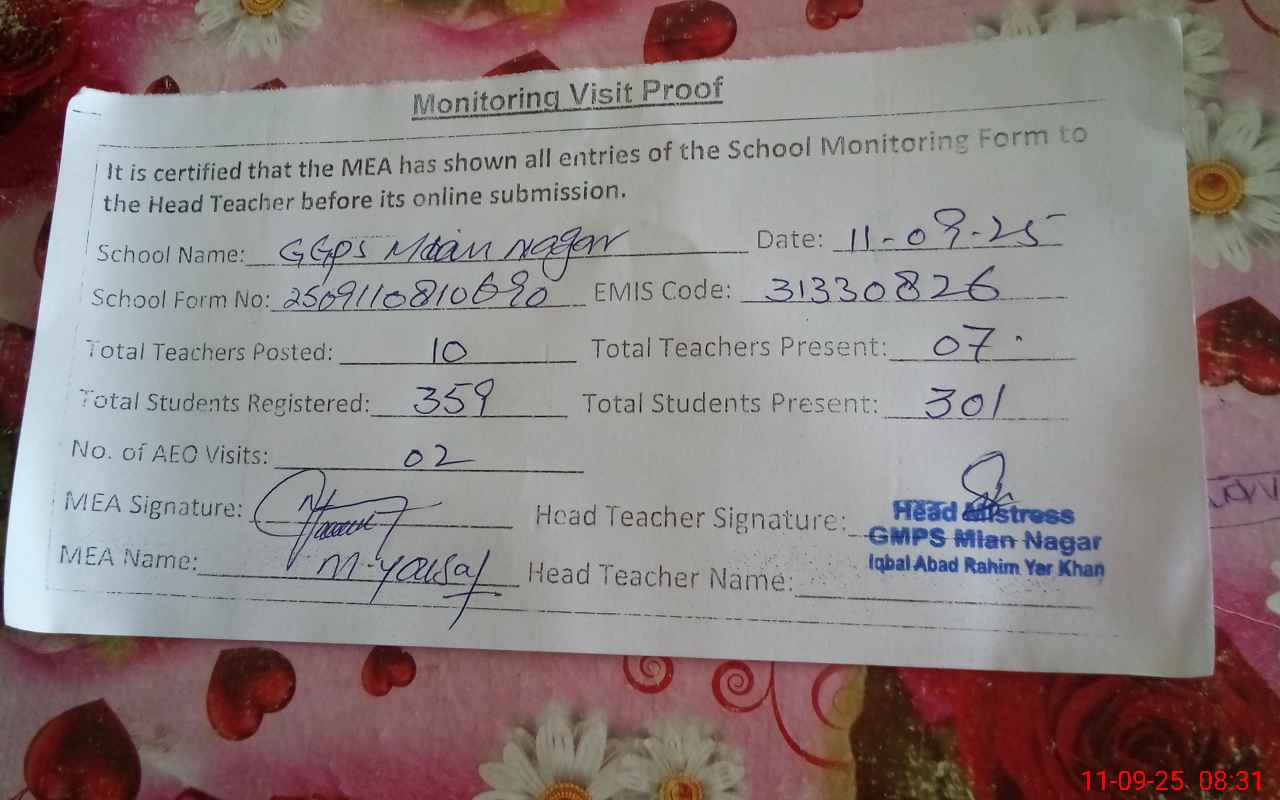 Monitoring Visit Proof
It is certified that the MEA has shown all entries of the School Monitoring Form to
the Head Teacher before its online submission.
School Name: GGPS Mian Nagar Date: 11-09-25
School Form No: 2509110810690 EMIS Code: 31330826
Total Teachers Posted: 10 Total Teachers Present: 07
Total Students Registered: 359 Total Students Present: 301
No. of AEO Visits: 02
MEA Signature: Head Teacher Signature: Head Mistress
GMPS Mian Nagar
Iqbal Abad Rahim Yar Khan
MEA Name: M-Yousaf Head Teacher Name:
11-09-25 08:31